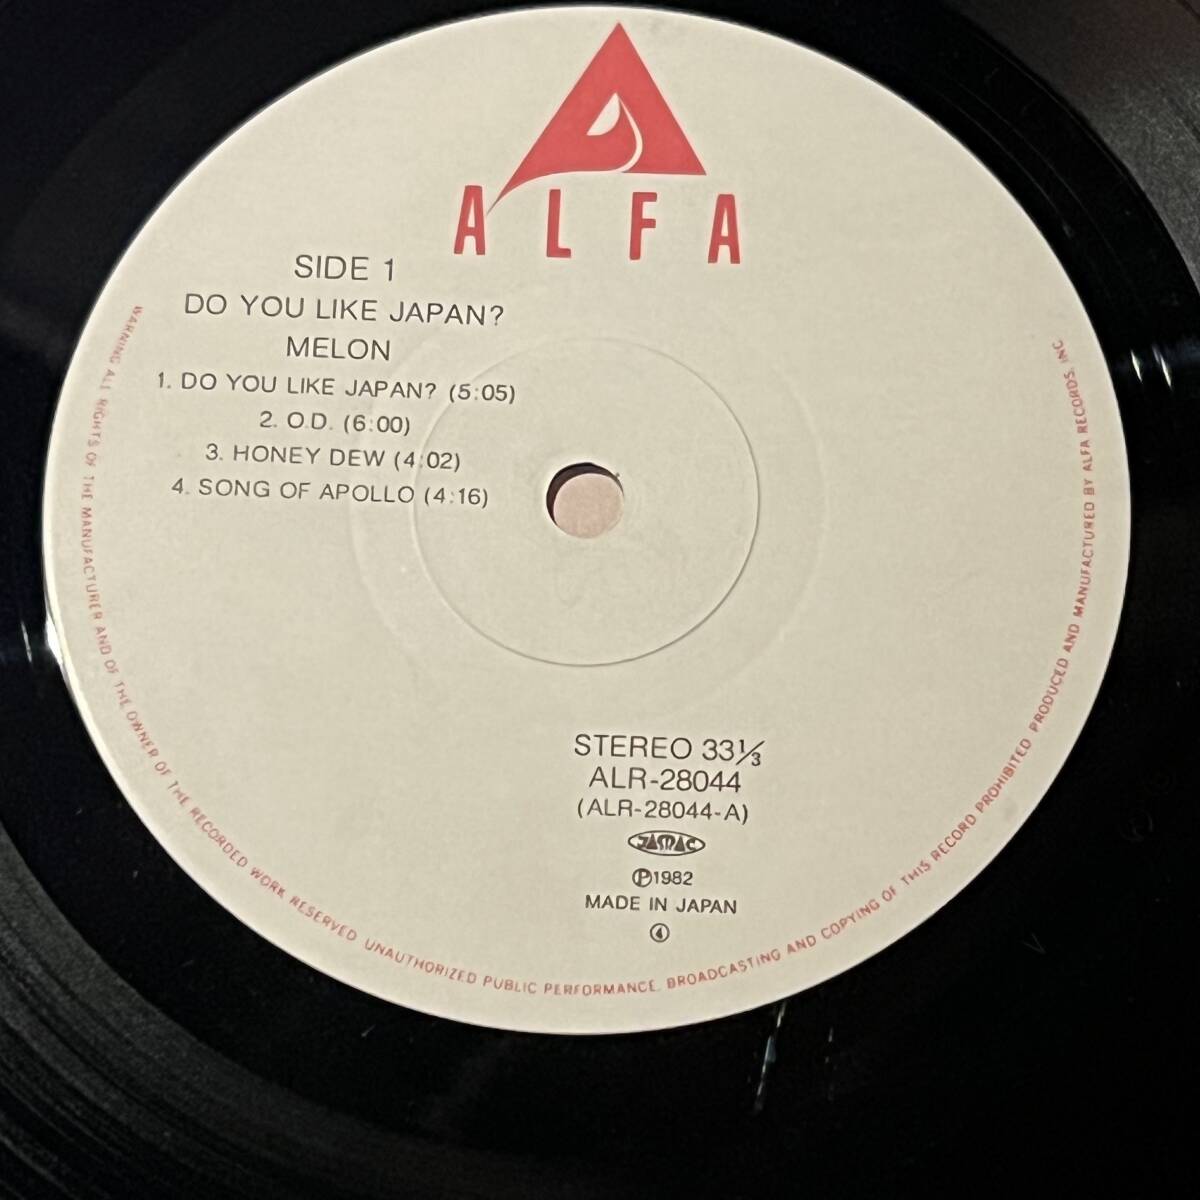 ALFA
SIDE 1
DO YOU LIKE JAPAN?
MELON
1. DO YOU LIKE JAPAN? (5:05)
2. O.D. (6:00)
3. HONEY DEW (4:02)
4. SONG OF APOLLO (4:16)
STEREO 33⅓
ALR-28044
(ALR-28044-A)
JASRAC
Ⓟ1982
MADE IN JAPAN
④
WARNING ALL RIGHTS OF THE MANUFACTURER AND OF THE OWNER OF THE RECORDED WORK RESERVED UNAUTHORIZED PUBLIC PERFORMANCE, BROADCASTING AND COPYING OF THIS RECORD PROHIBITED PRODUCED AND MANUFACTURED BY ALFA RECORDS, INC